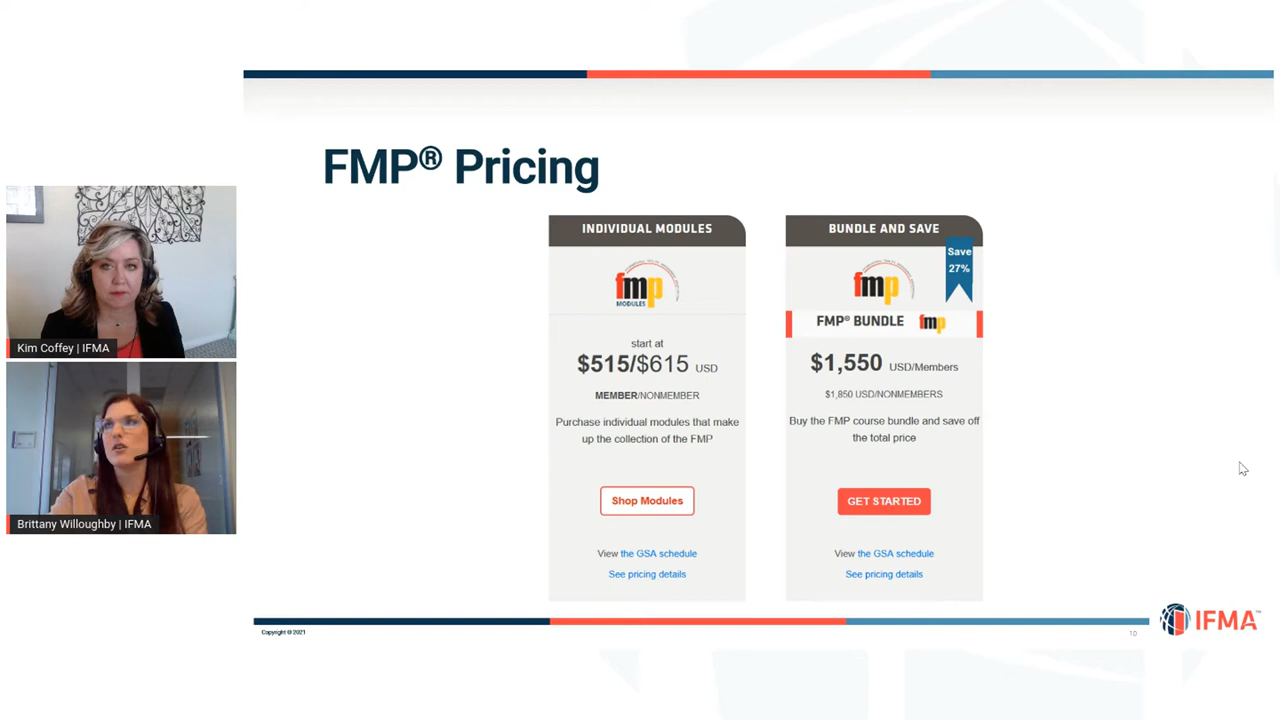 FMP® Pricing
INDIVIDUAL MODULES
fmp
MODULES
start at
$515/$615 USD
MEMBER/NONMEMBER
Purchase individual modules that make
up the collection of the FMP
Shop Modules
View the GSA schedule
See pricing details
BUNDLE AND SAVE
Save
27%
fmp
FMP® BUNDLE fmp
$1,550 USD/Members
$1,850 USD/NONMEMBERS
Buy the FMP course bundle and save off
the total price
GET STARTED
View the GSA schedule
See pricing details
Kim Coffey | IFMA
Brittany Willoughby | IFMA
Copyright © 2021
10
IFMA™